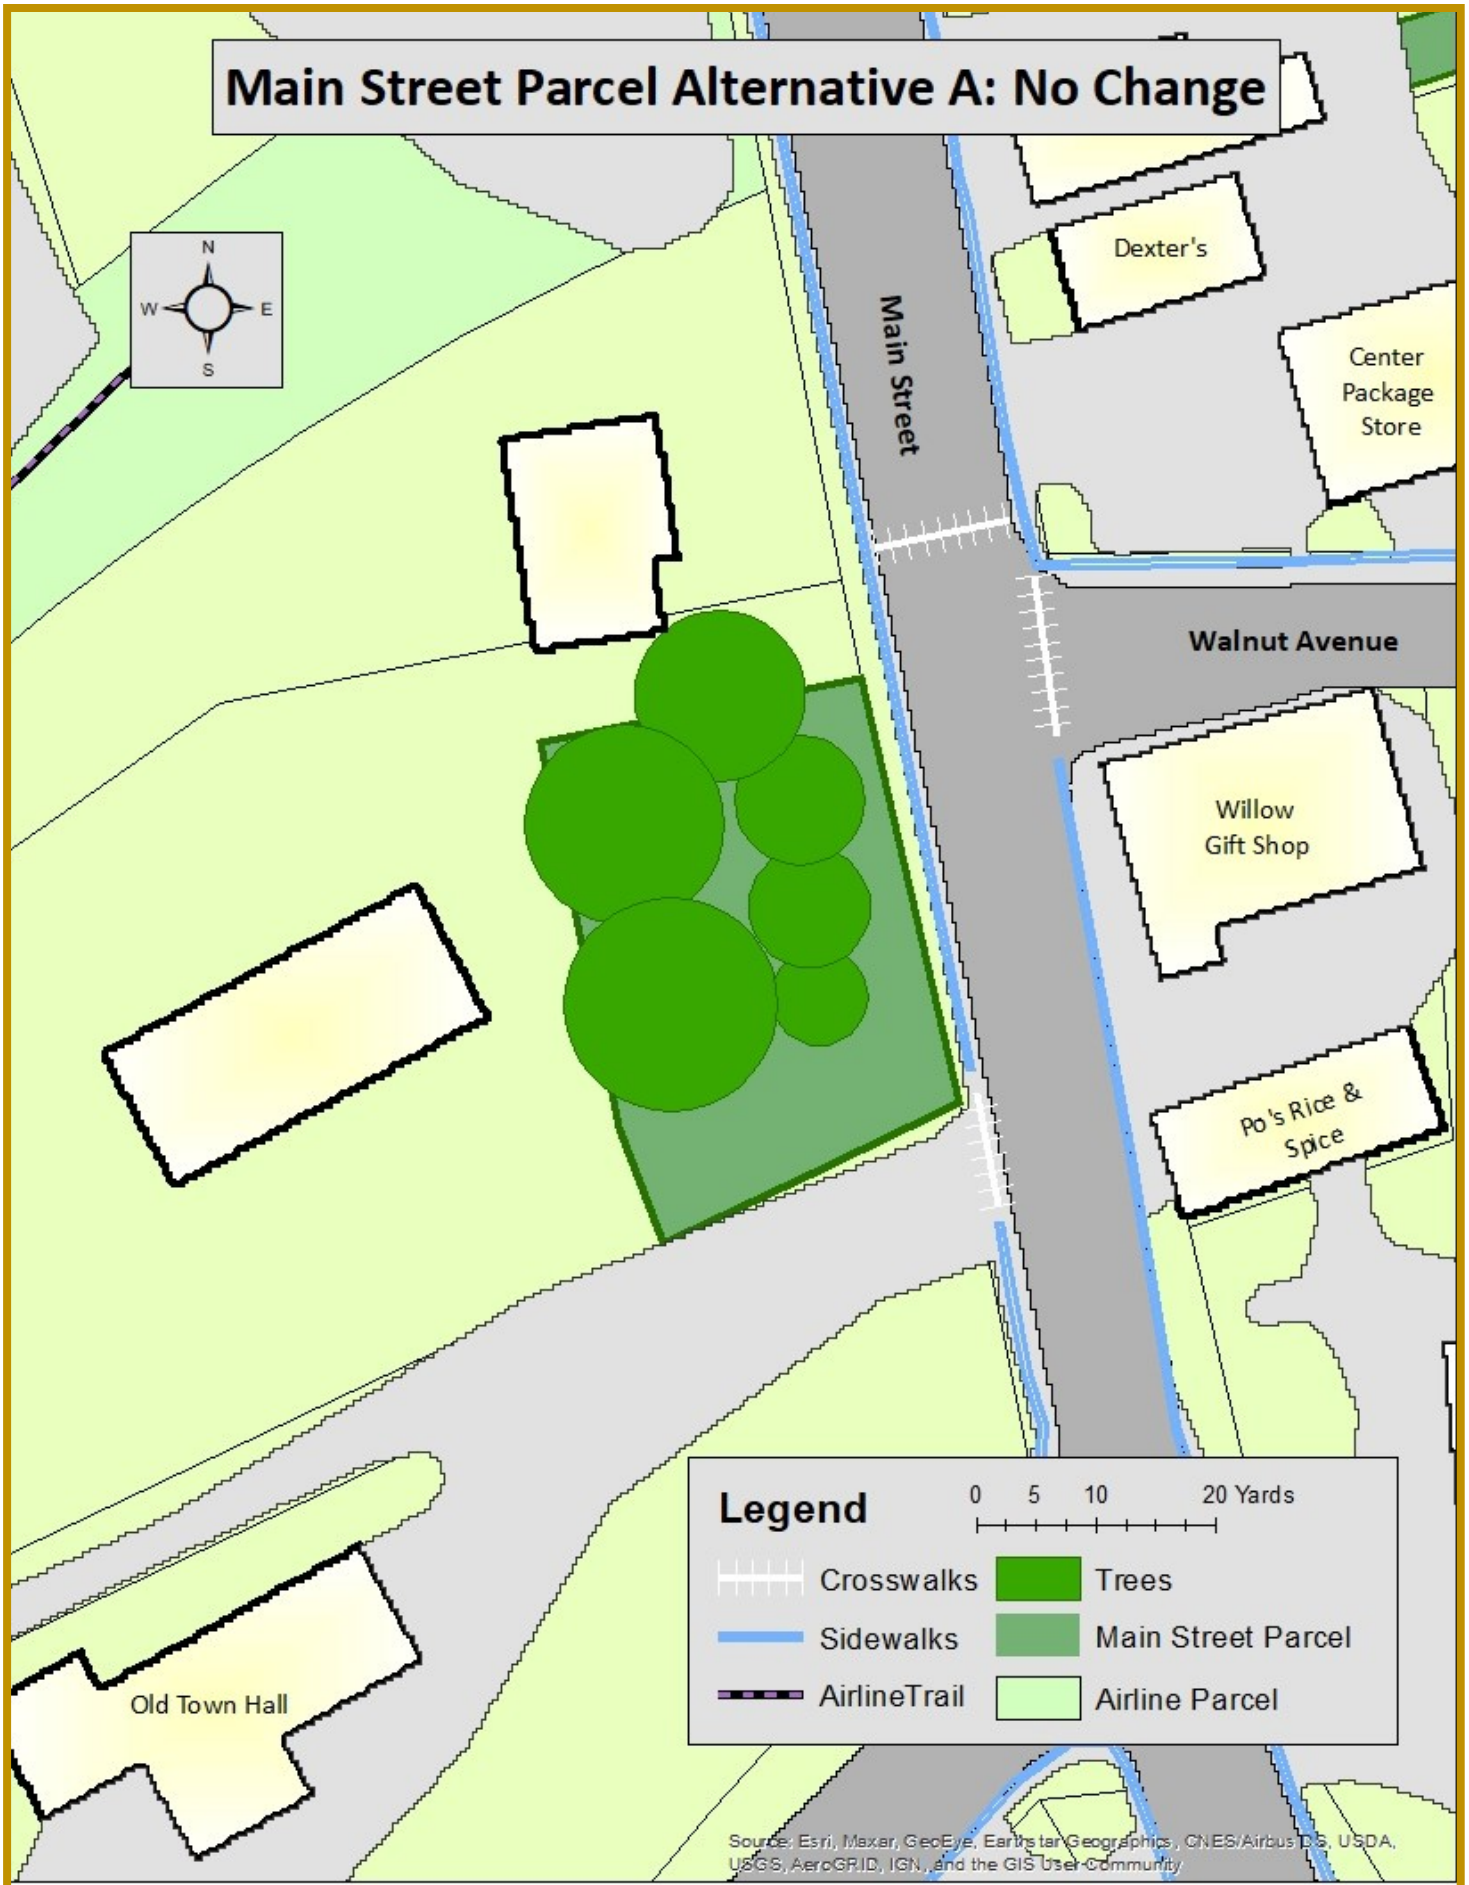 Main Street Parcel Alternative A: No Change
N
W
E
S
Dexter's
Main Street
Center
Package
Store
Walnut Avenue
Willow
Gift Shop
Po's Rice &
Spice
Old Town Hall
Legend
0 5 10 20 Yards
Crosswalks
Trees
Sidewalks
Main Street Parcel
AirlineTrail
Airline Parcel
Source: Esri, Maxar, GeoEye, Earthstar Geographics, CNES/Airbus DS, USDA,
USGS, AeroGRID, IGN, and the GIS User Community